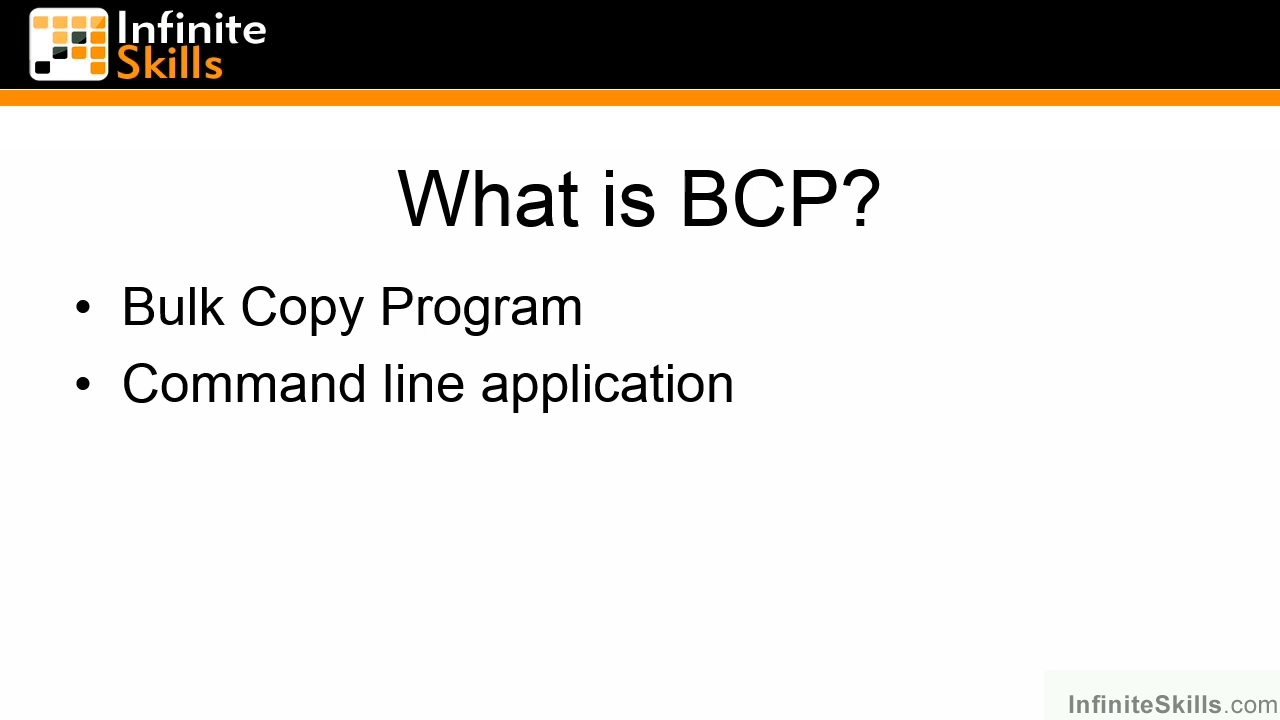 Infinite
Skills
What is BCP?
• Bulk Copy Program
• Command line application
InfiniteSkills.com